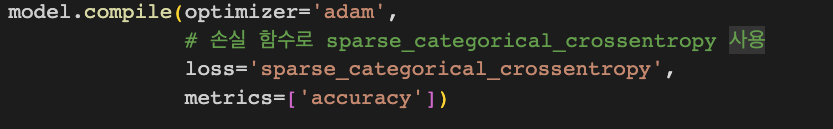 model.compile(optimizer='adam',
# 손실 함수로 sparse_categorical_crossentropy 사용
loss='sparse_categorical_crossentropy',
metrics=['accuracy'])